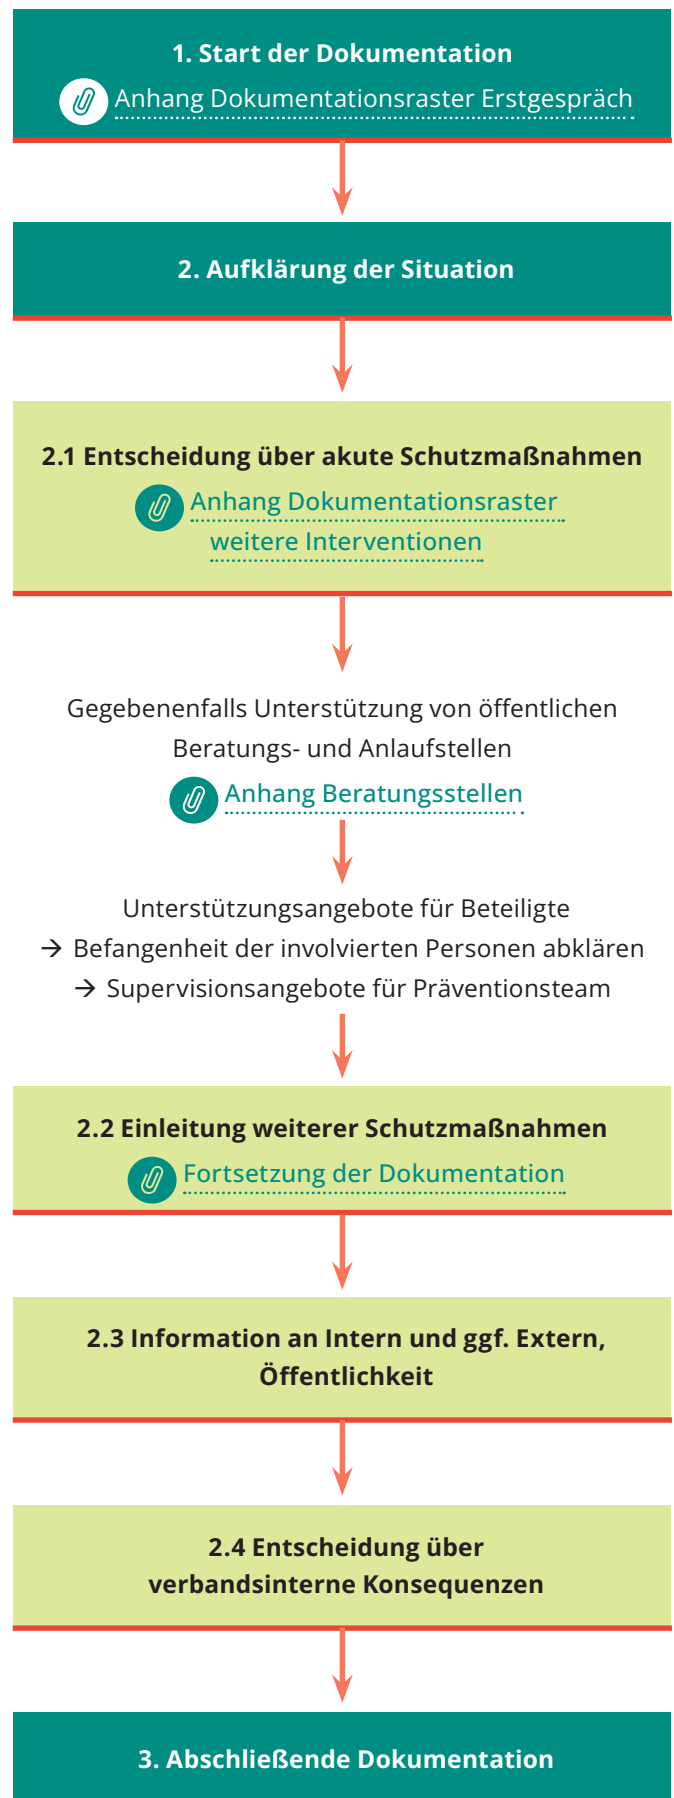 1. Start der Dokumentation
Anhang Dokumentationsraster Erstgespräch
2. Aufklärung der Situation
2.1 Entscheidung über akute Schutzmaßnahmen
Anhang Dokumentationsraster
weitere Interventionen
Gegebenenfalls Unterstützung von öffentlichen
Beratungs- und Anlaufstellen
Anhang Beratungsstellen
Unterstützungsangebote für Beteiligte
→ Befangenheit der involvierten Personen abklären
→ Supervisionsangebote für Präventionsteam
2.2 Einleitung weiterer Schutzmaßnahmen
Fortsetzung der Dokumentation
2.3 Information an Intern und ggf. Extern,
Öffentlichkeit
2.4 Entscheidung über
verbandsinterne Konsequenzen
3. Abschließende Dokumentation